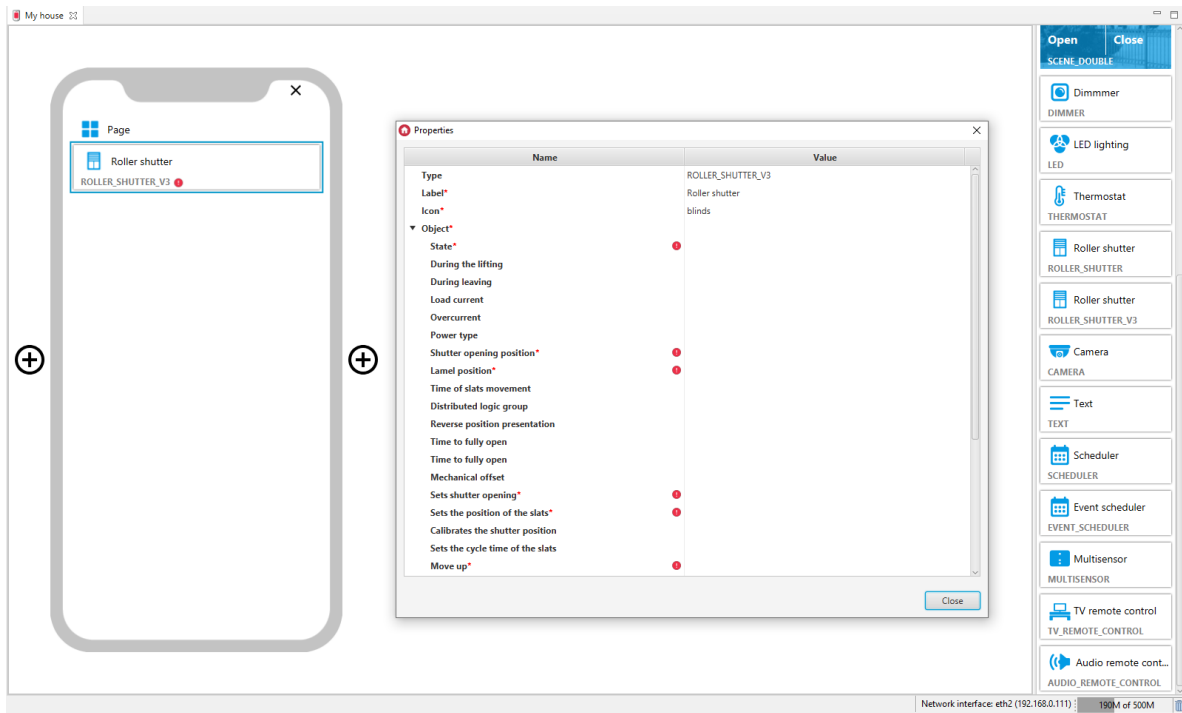 My house
Page
Roller shutter
ROLLER_SHUTTER_V3
Properties
Name Value
Type ROLLER_SHUTTER_V3
Label* Roller shutter
Icon* blinds
Object*
State*
During the lifting
During leaving
Load current
Overcurrent
Power type
Shutter opening position*
Lamel position*
Time of slats movement
Distributed logic group
Reverse position presentation
Time to fully open
Time to fully open
Mechanical offset
Sets shutter opening*
Sets the position of the slats*
Calibrates the shutter position
Sets the cycle time of the slats
Move up*
Close
Open Close
SCENE_DOUBLE
Dimmmer
DIMMER
LED lighting
LED
Thermostat
THERMOSTAT
Roller shutter
ROLLER_SHUTTER
Roller shutter
ROLLER_SHUTTER_V3
Camera
CAMERA
Text
TEXT
Scheduler
SCHEDULER
Event scheduler
EVENT_SCHEDULER
Multisensor
MULTISENSOR
TV remote control
TV_REMOTE_CONTROL
Audio remote cont...
AUDIO_REMOTE_CONTROL
Network interface: eth2 (192.168.0.111) 190M of 500M